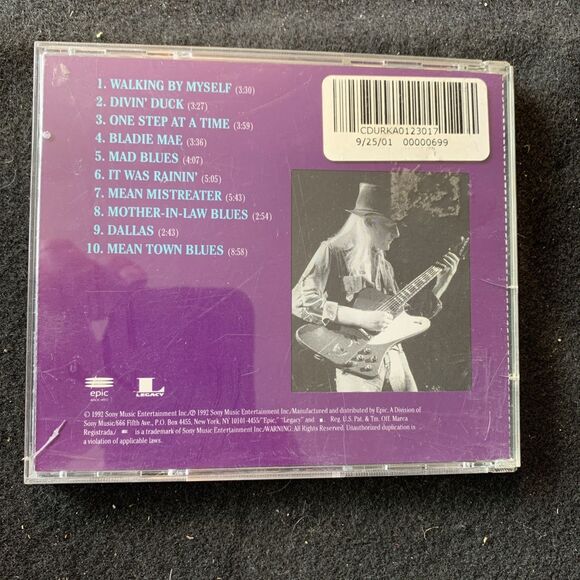 1. WALKING BY MYSELF (3:30)
2. DIVIN' DUCK (3:27)
3. ONE STEP AT A TIME (3:59)
4. BLADIE MAE (3:36)
5. MAD BLUES (4:07)
6. IT WAS RAININ' (5:05)
7. MEAN MISTREATER (5:43)
8. MOTHER-IN-LAW BLUES (2:54)
9. DALLAS (2:43)
10. MEAN TOWN BLUES (8:58)
CDURKA0123017
9/25/01 00000699
epic
L
LEGACY
© 1992 Sony Music Entertainment Inc./℗ 1992 Sony Music Entertainment Inc./Manufactured and distributed by Epic, A Division of
Sony Music/666 Fifth Ave., P.O. Box 4455, New York, NY 10101-4455/"Epic," "Legacy" and Reg. U.S. Pat. & Tm. Off. Marca
Registrada./ is a trademark of Sony Music Entertainment Inc./WARNING: All Rights Reserved. Unauthorized duplication is
a violation of applicable laws.